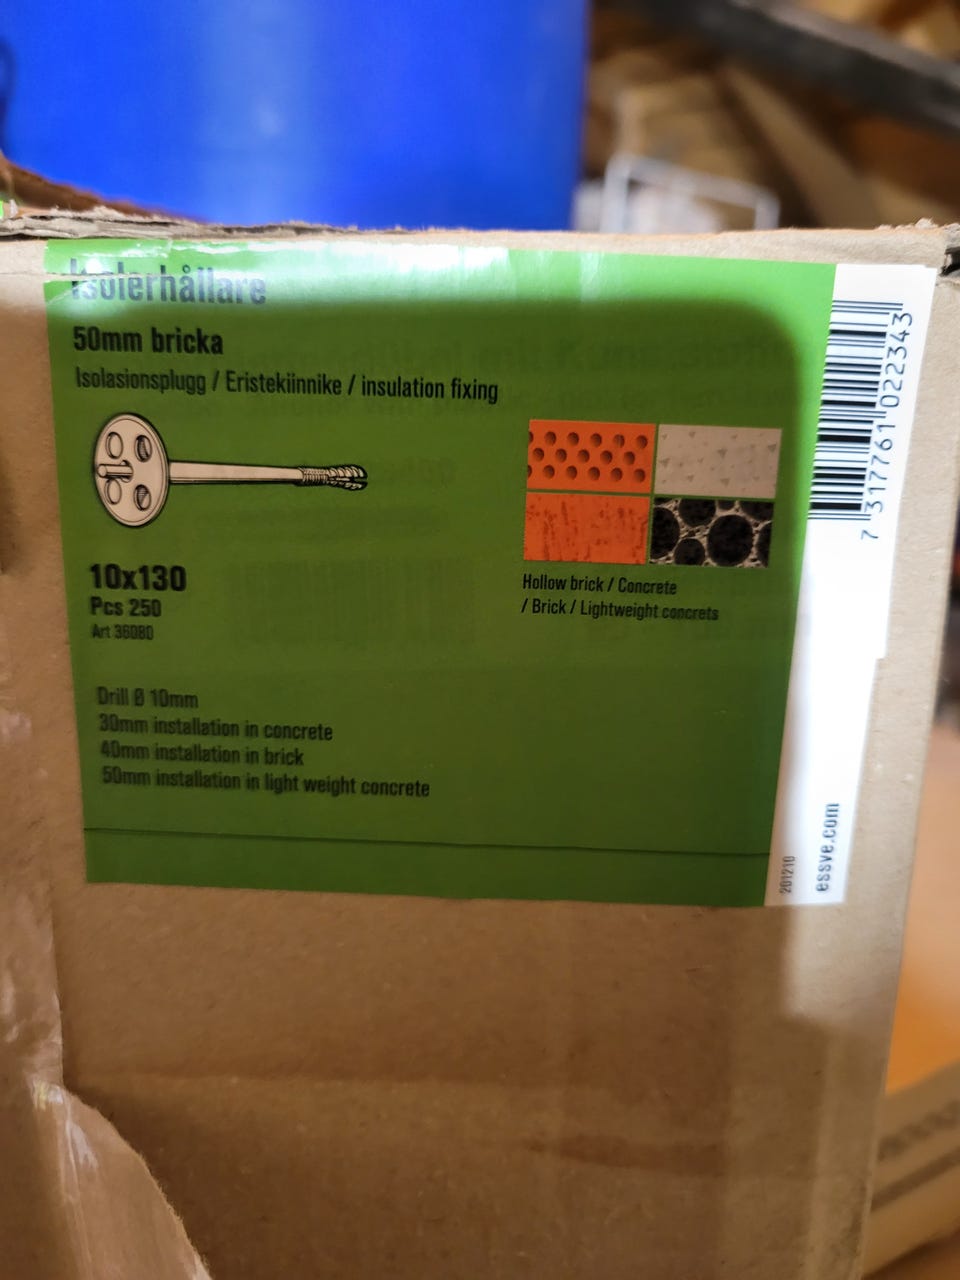 Isolerhållare
50mm bricka
Isolasionsplugg / Eristekiinnike / insulation fixing
10x130
Pcs 250
Art 36080
Hollow brick / Concrete
/ Brick / Lightweight concrets
Drill Ø 10mm
30mm installation in concrete
40mm installation in brick
50mm installation in light weight concrete
7 317761 022343
201210
essve.com